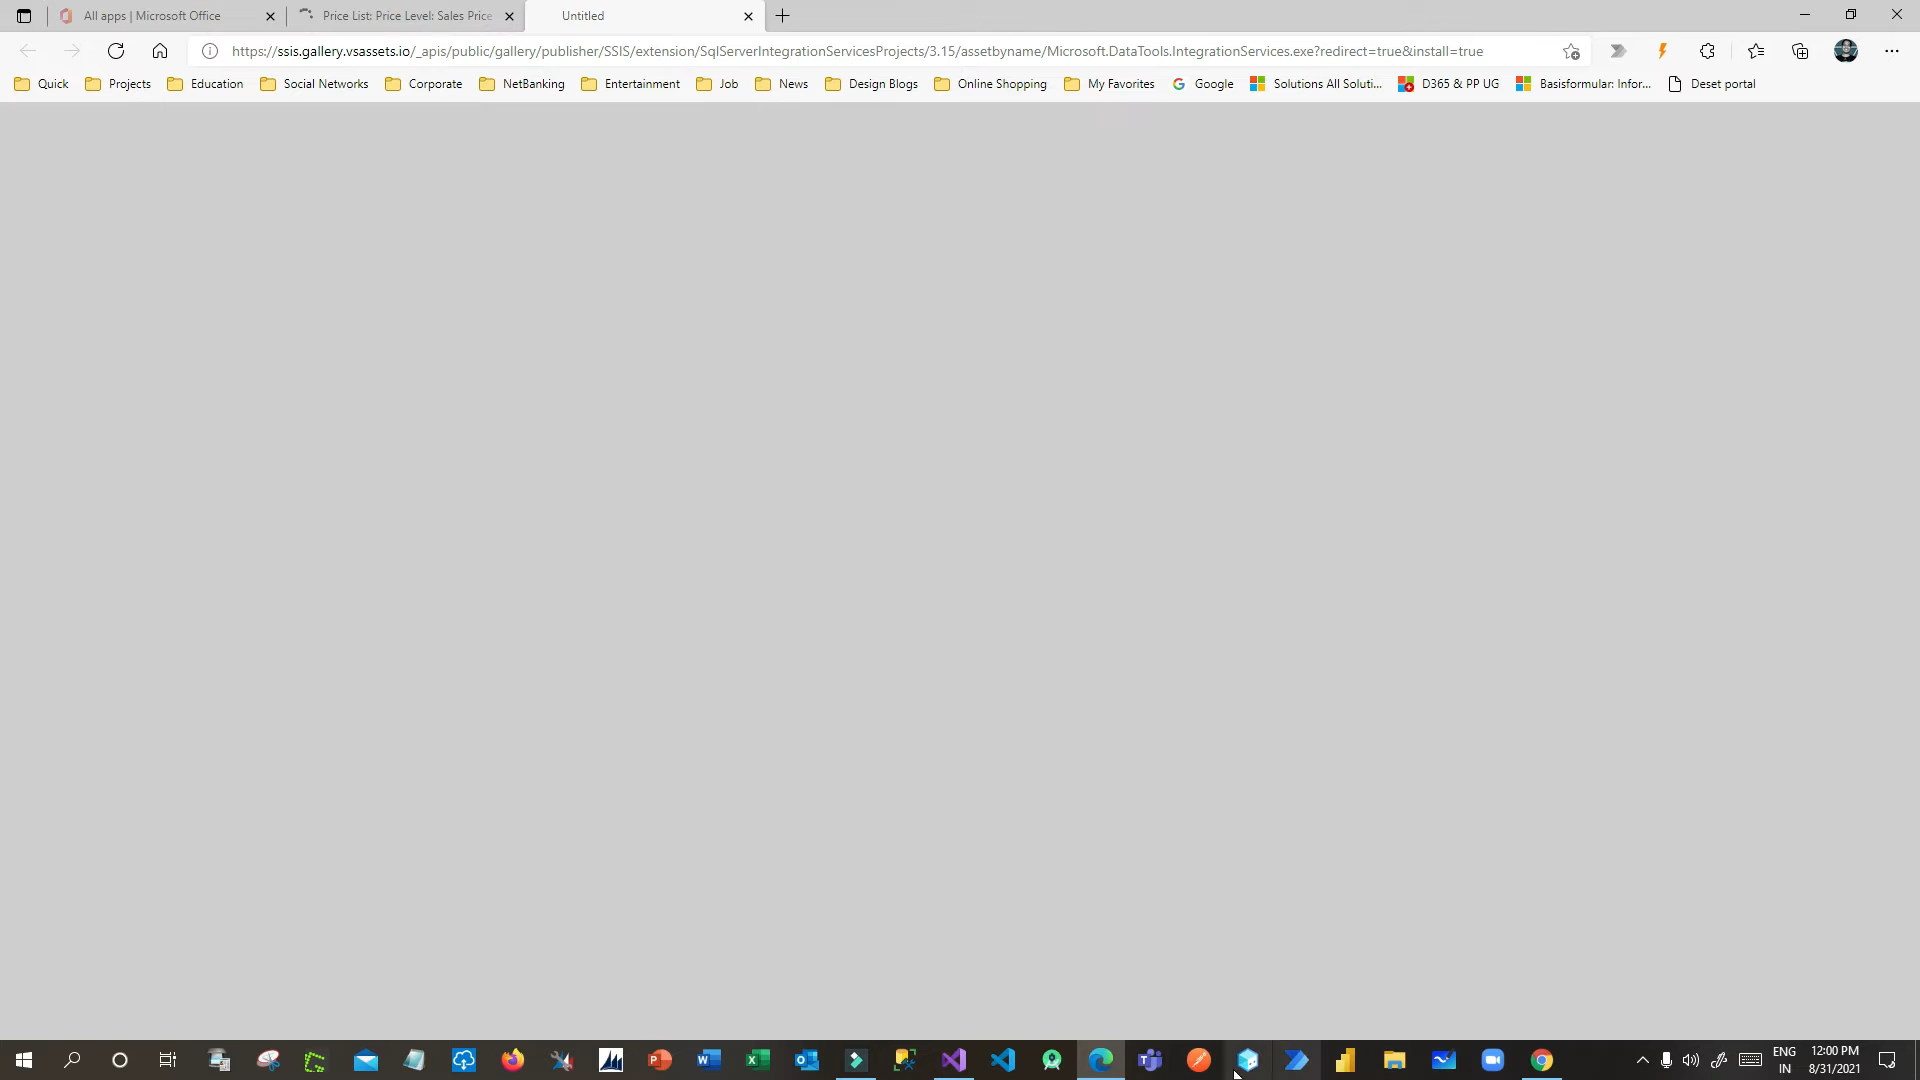 All apps | Microsoft Office
Price List: Price Level: Sales Price
Untitled
https://ssis.gallery.vsassets.io/_apis/public/gallery/publisher/SSIS/extension/SqlServerIntegrationServicesProjects/3.15/assetbyname/Microsoft.DataTools.IntegrationServices.exe?redirect=true&install=true
Quick Projects Education Social Networks Corporate NetBanking Entertainment Job News Design Blogs Online Shopping My Favorites Google Solutions All Soluti... D365 & PP UG Basisformular: Infor... Deset portal
ENG 12:00 PM
IN 8/31/2021